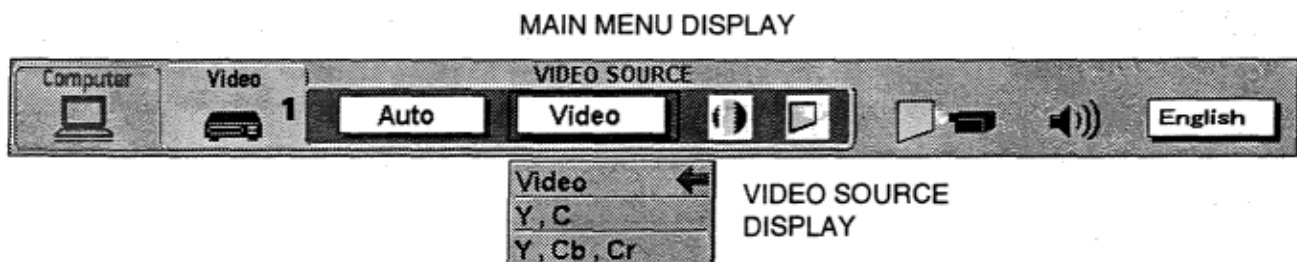 MAIN MENU DISPLAY
Computer Video VIDEO SOURCE
1 Auto Video English
Video
Y , C
Y , Cb , Cr
VIDEO SOURCE
DISPLAY